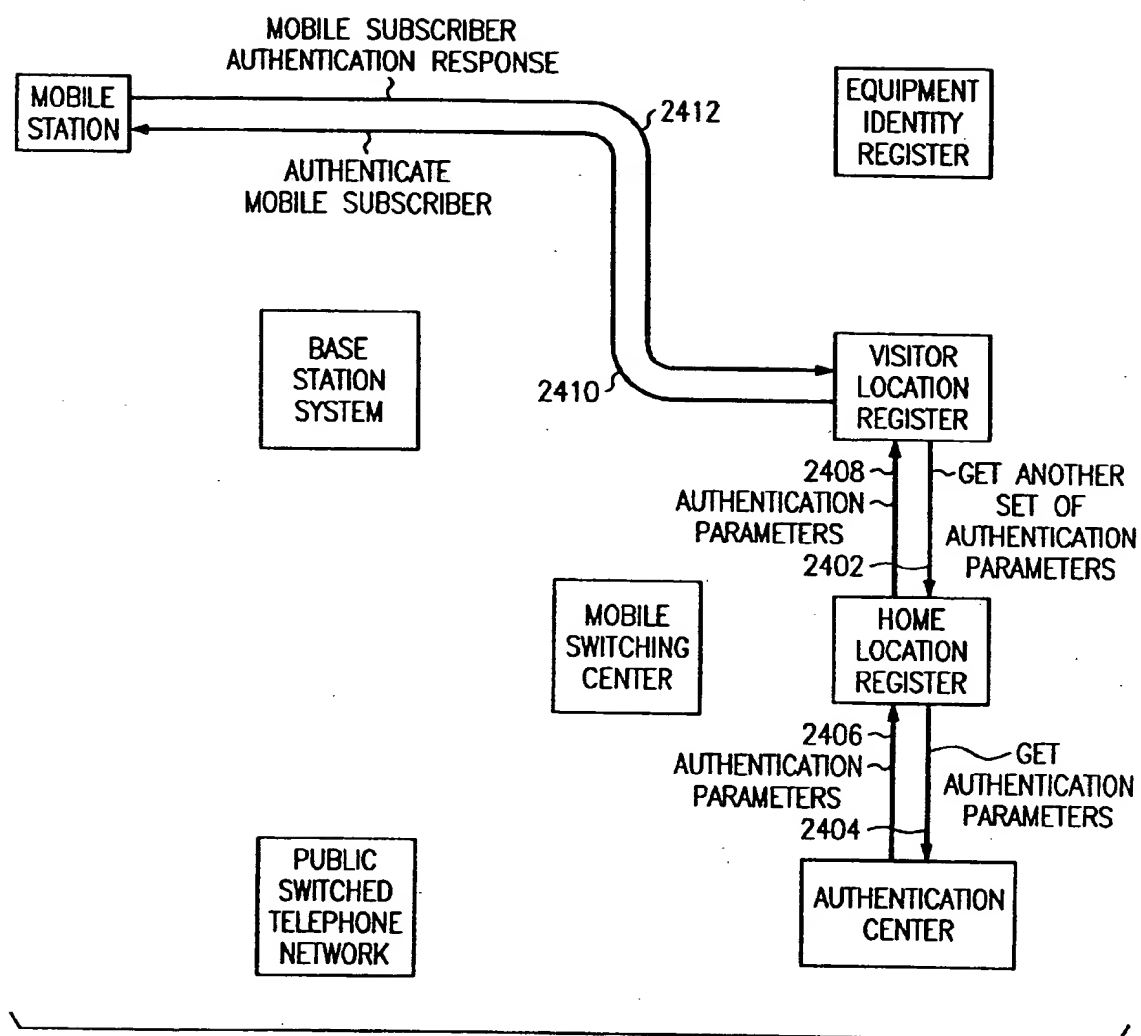 MOBILE SUBSCRIBER
AUTHENTICATION RESPONSE
MOBILE
STATION
2412
EQUIPMENT
IDENTITY
REGISTER
AUTHENTICATE
MOBILE SUBSCRIBER
BASE
STATION
SYSTEM
2410
VISITOR
LOCATION
REGISTER
2408
AUTHENTICATION
PARAMETERS
2402
GET ANOTHER
SET OF
AUTHENTICATION
PARAMETERS
MOBILE
SWITCHING
CENTER
HOME
LOCATION
REGISTER
2406
AUTHENTICATION
PARAMETERS
2404
GET
AUTHENTICATION
PARAMETERS
PUBLIC
SWITCHED
TELEPHONE
NETWORK
AUTHENTICATION
CENTER